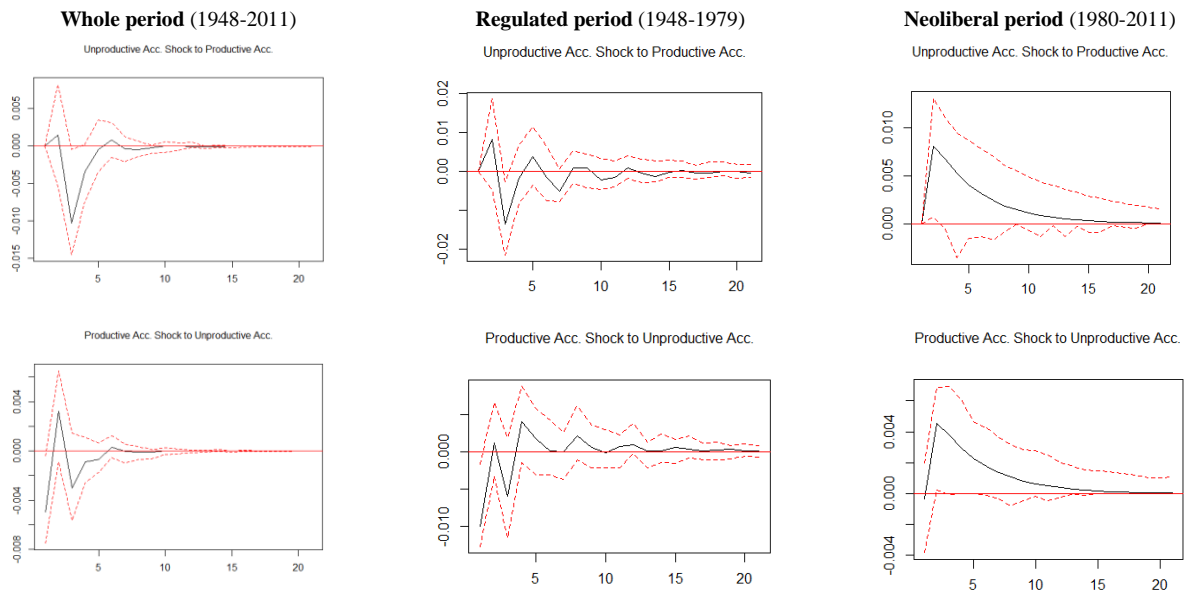 Whole period (1948-2011)
Regulated period (1948-1979)
Neoliberal period (1980-2011)
Unproductive Acc. Shock to Productive Acc.
0.005
0.000
-0.005
-0.010
-0.015
5 10 15 20
Unproductive Acc. Shock to Productive Acc.
0.02
0.01
0.00
-0.02
5 10 15 20
Unproductive Acc. Shock to Productive Acc.
0.010
0.005
0.000
5 10 15 20
Productive Acc. Shock to Unproductive Acc.
0.004
0.000
-0.004
-0.008
5 10 15 20
Productive Acc. Shock to Unproductive Acc.
0.000
-0.010
5 10 15 20
Productive Acc. Shock to Unproductive Acc.
0.004
0.000
-0.004
5 10 15 20